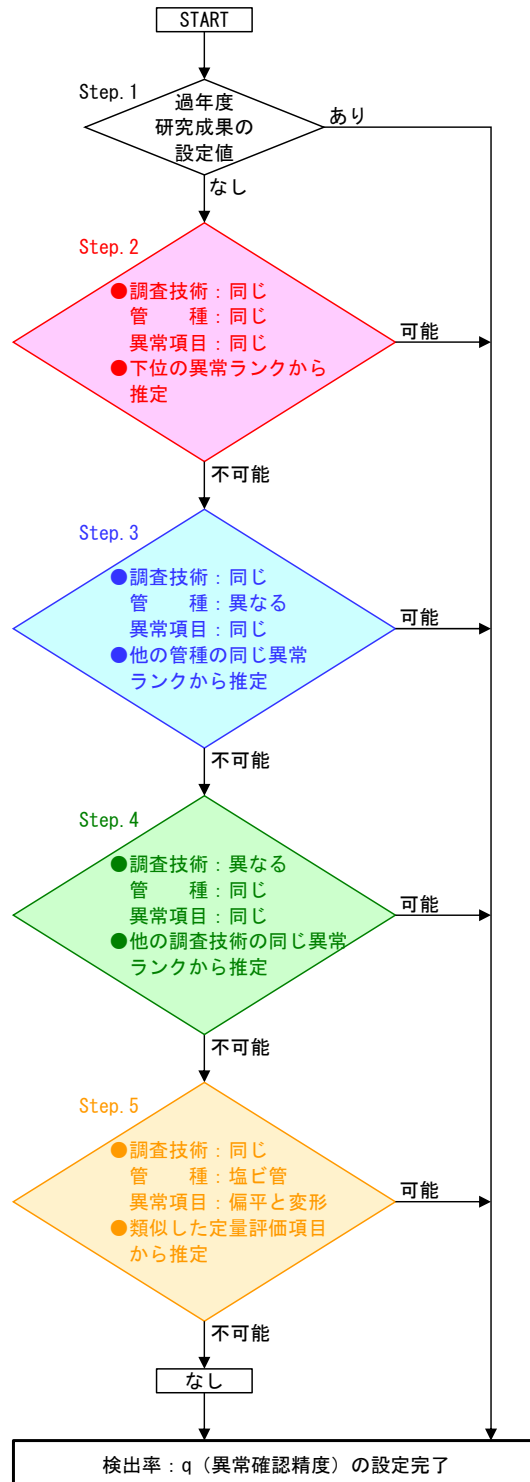 START
Step.1
過年度
研究成果の
設定値
あり
なし
Step.2
●調査技術：同じ
管　　種：同じ
異常項目：同じ
●下位の異常ランクから
推定
可能
不可能
Step.3
●調査技術：同じ
管　　種：異なる
異常項目：同じ
●他の管種の同じ異常
ランクから推定
可能
不可能
Step.4
●調査技術：異なる
管　　種：同じ
異常項目：同じ
●他の調査技術の同じ異常
ランクから推定
可能
不可能
Step.5
●調査技術：同じ
管　　種：塩ビ管
異常項目：偏平と変形
●類似した定量評価項目
から推定
可能
不可能
なし
検出率：q（異常確認精度）の設定完了